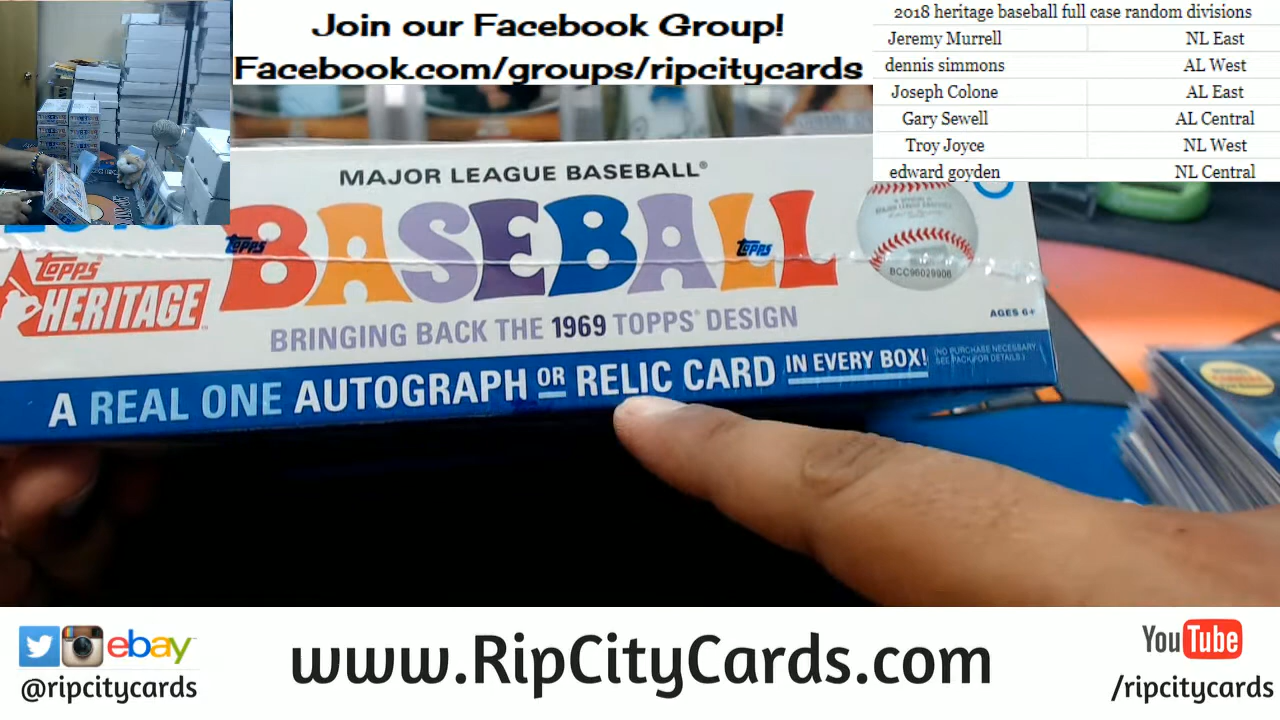 Join our Facebook Group!
Facebook.com/groups/ripcitycards
2018 heritage baseball full case random divisions
Jeremy Murrell NL East
dennis simmons AL West
Joseph Colone AL East
Gary Sewell AL Central
Troy Joyce NL West
edward goyden NL Central
MAJOR LEAGUE BASEBALL®
TOPPS BASEBALL TOPPS
TOPPS
HERITAGE
BCC96029906
BRINGING BACK THE 1969 TOPPS® DESIGN
AGES 6+
A REAL ONE AUTOGRAPH OR RELIC CARD IN EVERY BOX!
(NO PURCHASE NECESSARY.
SEE PACK FOR DETAILS.)
ebay
@ripcitycards
www.RipCityCards.com
YouTube
/ripcitycards